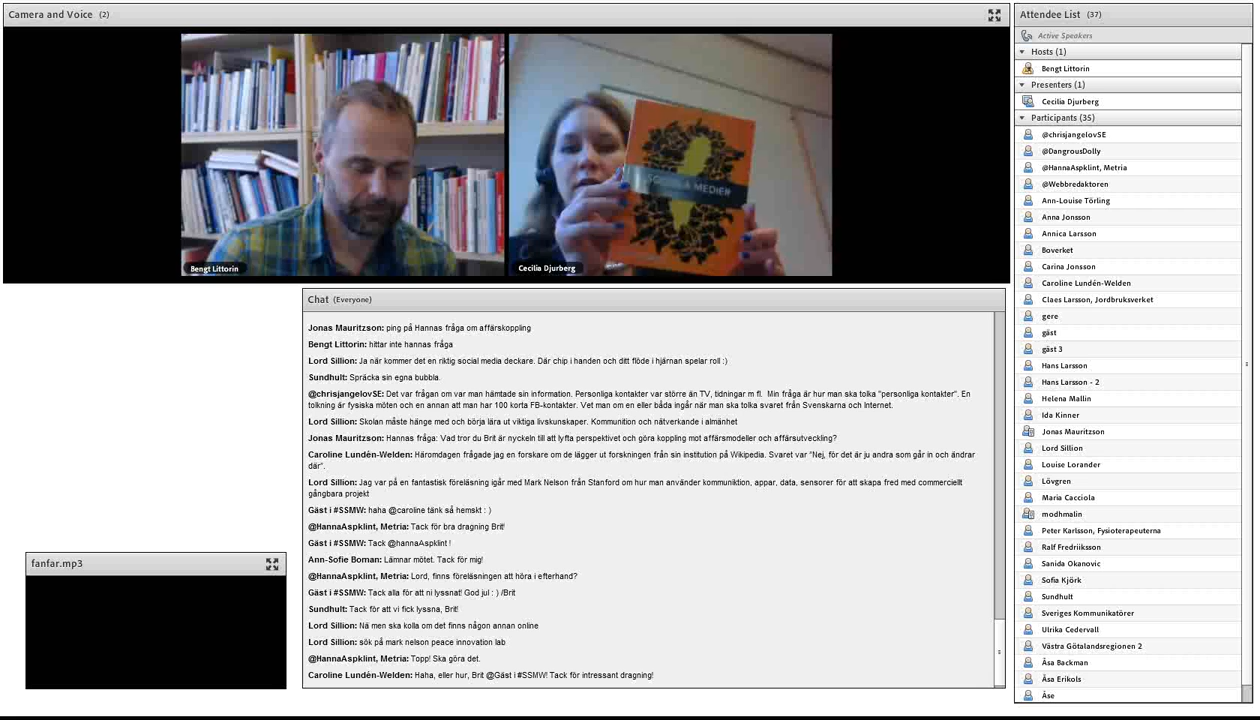 Camera and Voice (2)
Bengt Littorin
SOCIALA MEDIER
Cecilia Djurberg
Chat (Everyone)
Jonas Mauritzson: ping på Hannas fråga om affärskoppling
Bengt Littorin: hittar inte hannas fråga
Lord Sillion: Ja när kommer det en riktig social media deckare. Där chip i handen och ditt flöde i hjärnan spelar roll :)
Sundhult: Spräcka sin egna bubbla.
@chrisjangelovSE: Det var frågan om var man hämtade sin information. Personliga kontakter var större än TV, tidningar m fl.  Min fråga är hur man ska tolka "personliga kontakter". En
tolkning är fysiska möten och en annan att man har 100 korta FB-kontakter. Vet man om en eller båda ingår när man ska tolka svaret från Svenskarna och Internet.
Lord Sillion: Skolan måste hänge med och börja lära ut viktiga livskunskaper. Kommunition och nätverkande i almänhet
Jonas Mauritzson: Hannas fråga: Vad tror du Brit är nyckeln till att lyfta perspektivet och göra koppling mot affärsmodeller och affärsutveckling?
Caroline Lundén-Welden: Häromdagen frågade jag en forskare om de lägger ut forskningen från sin institution på Wikipedia. Svaret var "Nej, för det är ju andra som går in och ändrar
där".
Lord Sillion: Jag var på en fantastisk föreläsning igår med Mark Nelson från Stanford om hur man använder kommuniktion, appar, data, sensorer för att skapa fred med commerciellt
gångbara projekt
Gäst i #SSMW: haha @caroline tänk så hemskt : )
@HannaAspklint, Metria: Tack för bra dragning Brit!
Gäst i #SSMW: Tack @hannaAspklint !
Ann-Sofie Boman: Lämnar mötet. Tack för mig!
@HannaAspklint, Metria: Lord, finns föreläsningen att höra i efterhand?
Gäst i #SSMW: Tack alla för att ni lyssnat! God jul : ) /Brit
Sundhult: Tack för att vi fick lyssna, Brit!
Lord Sillion: Nä men ska kolla om det finns någon annan online
Lord Sillion: sök på mark nelson peace innovation lab
@HannaAspklint, Metria: Topp! Ska göra det.
Caroline Lundén-Welden: Haha, eller hur, Brit @Gäst i #SSMW! Tack för intressant dragning!
fanfar.mp3
Attendee List (37)
Active Speakers
Hosts (1)
Bengt Littorin
Presenters (1)
Cecilia Djurberg
Participants (35)
@chrisjangelovSE
@DangrousDolly
@HannaAspklint, Metria
@Webbredaktoren
Ann-Louise Törling
Anna Jonsson
Annica Larsson
Boverket
Carina Jonsson
Caroline Lundén-Welden
Claes Larsson, Jordbruksverket
gere
gäst
gäst 3
Hans Larsson
Hans Larsson - 2
Helena Mallin
Ida Kinner
Jonas Mauritzson
Lord Sillion
Louise Lorander
Lövgren
Maria Cacciola
modhmalin
Peter Karlsson, Fysioterapeuterna
Ralf Fredriiksson
Sanida Okanovic
Sofia Kjörk
Sundhult
Sveriges Kommunikatörer
Ulrika Cedervall
Västra Götalandsregionen 2
Åsa Backman
Åsa Erikols
Åse